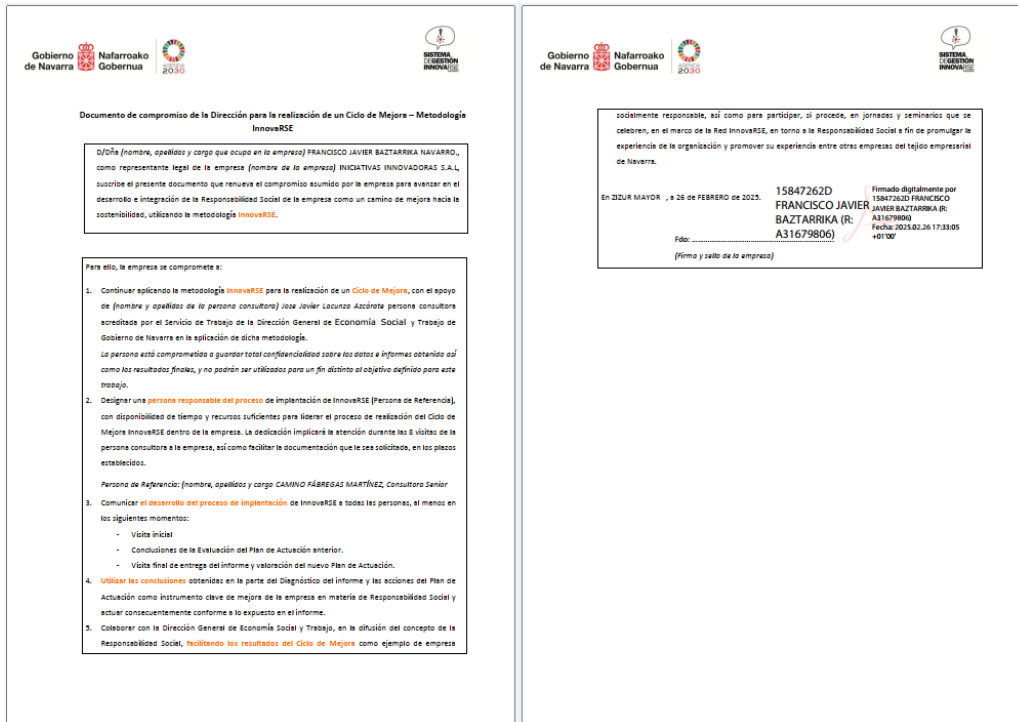 Gobierno de Navarra
Nafarroako Gobernua
AGENDA
2030
SISTEMA
DE GESTIÓN
INNOVARSE
Documento de compromiso de la Dirección para la realización de un Ciclo de Mejora – Metodología
InnovaRSE
D/Dña (nombre, apellidos y cargo que ocupa en la empresa) FRANCISCO JAVIER BAZTARRIKA NAVARRO.,
como representante legal de la empresa (nombre de la empresa) INICIATIVAS INNOVADORAS S.A.L,
suscribe el presente documento que renueva el compromiso asumido por la empresa para avanzar en el
desarrollo e integración de la Responsabilidad Social de la empresa como un camino de mejora hacia la
sostenibilidad, utilizando la metodología InnovaRSE.
Para ello, la empresa se compromete a:
1. Continuar aplicando la metodología InnovaRSE para la realización de un Ciclo de Mejora, con el apoyo
de (nombre y apellidos de la persona consultora) Jose Javier Lacunza Azcárate persona consultora
acreditada por el Servicio de Trabajo de la Dirección General de Economía Social y Trabajo de
Gobierno de Navarra en la aplicación de dicha metodología.
La persona está comprometida a guardar total confidencialidad sobre los datos e informes obtenido así
como los resultados finales, y no podrán ser utilizados para un fin distinto al objetivo definido para este
trabajo.
2. Designar una persona responsable del proceso de implantación de InnovaRSE (Persona de Referencia),
con disponibilidad de tiempo y recursos suficientes para liderar el proceso de realización del Ciclo de
Mejora InnovaRSE dentro de la empresa. La dedicación implicará la atención durante las 8 visitas de la
persona consultora a la empresa, así como facilitar la documentación que le sea solicitada, en los plazos
establecidos.
Persona de Referencia: (nombre, apellidos y cargo CAMINO FÁBREGAS MARTÍNEZ, Consultora Senior
3. Comunicar el desarrollo del proceso de implantación de InnovaRSE a todas las personas, al menos en
los siguientes momentos:
- Visita inicial
- Conclusiones de la Evaluación del Plan de Actuación anterior.
- Visita final de entrega del informe y valoración del nuevo Plan de Actuación.
4. Utilizar las conclusiones obtenidas en la parte del Diagnóstico del informe y las acciones del Plan de
Actuación como instrumento clave de mejora de la empresa en materia de Responsabilidad Social y
actuar consecuentemente conforme a lo expuesto en el informe.
5. Colaborar con la Dirección General de Economía Social y Trabajo, en la difusión del concepto de la
Responsabilidad Social, facilitando los resultados del Ciclo de Mejora como ejemplo de empresa
Gobierno de Navarra
Nafarroako Gobernua
AGENDA
2030
SISTEMA
DE GESTIÓN
INNOVARSE
socialmente responsable, así como para participar, si procede, en jornadas y seminarios que se
celebren, en el marco de la Red InnovaRSE, en torno a la Responsabilidad Social a fin de promulgar la
experiencia de la organización y promover su experiencia entre otras empresas del tejido empresarial
de Navarra.
En ZIZUR MAYOR , a 26 de FEBRERO de 2025.
15847262D
FRANCISCO JAVIER
BAZTARRIKA (R:
A31679806)
Firmado digitalmente por
15847262D FRANCISCO
JAVIER BAZTARRIKA (R:
A31679806)
Fecha: 2025.02.26 17:33:05
+01'00'
Fdo: ..........................................................
(Firma y sello de la empresa)